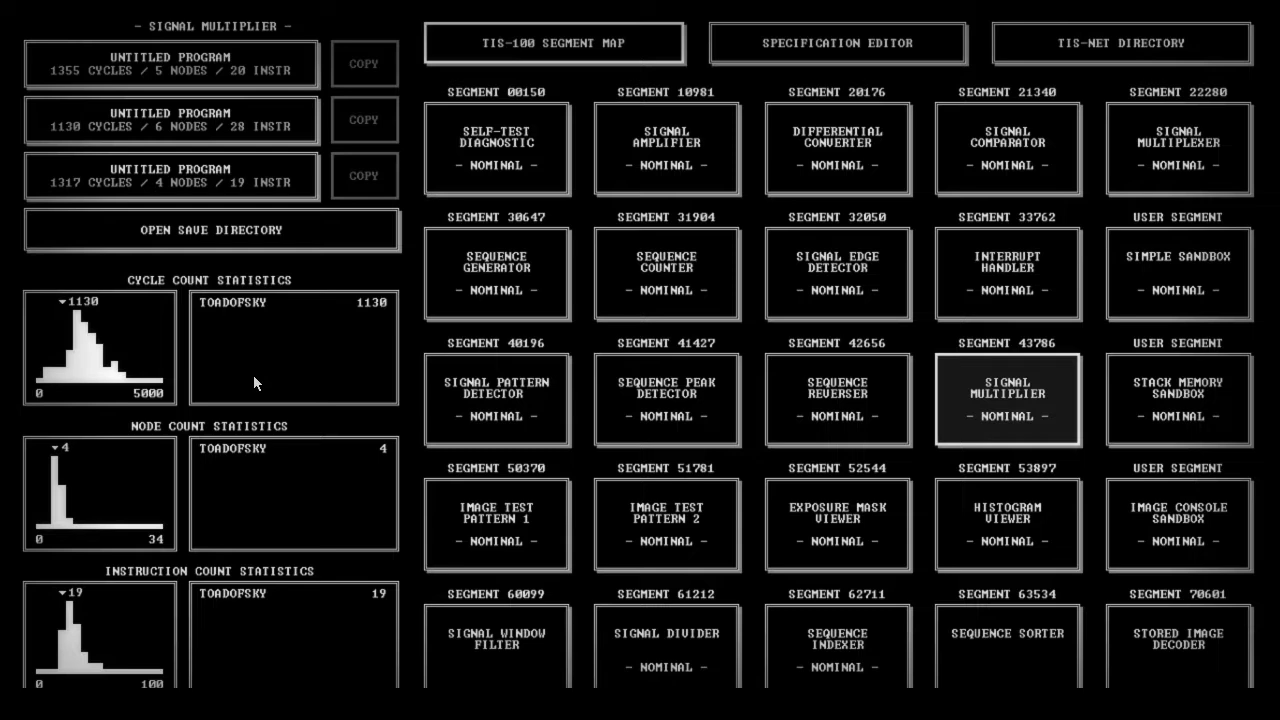 - SIGNAL MULTIPLIER -
UNTITLED PROGRAM
1355 CYCLES / 5 NODES / 20 INSTR
COPY
UNTITLED PROGRAM
1130 CYCLES / 6 NODES / 28 INSTR
COPY
UNTITLED PROGRAM
1317 CYCLES / 4 NODES / 19 INSTR
COPY
OPEN SAVE DIRECTORY
CYCLE COUNT STATISTICS
1130
0 5000
TOADOFSKY 1130
NODE COUNT STATISTICS
4
0 34
TOADOFSKY 4
INSTRUCTION COUNT STATISTICS
19
0 100
TOADOFSKY 19
TIS-100 SEGMENT MAP
SPECIFICATION EDITOR
TIS-NET DIRECTORY
SEGMENT 00150
SELF-TEST
DIAGNOSTIC
- NOMINAL -
SEGMENT 10981
SIGNAL
AMPLIFIER
- NOMINAL -
SEGMENT 20176
DIFFERENTIAL
CONVERTER
- NOMINAL -
SEGMENT 21340
SIGNAL
COMPARATOR
- NOMINAL -
SEGMENT 22280
SIGNAL
MULTIPLEXER
- NOMINAL -
SEGMENT 30647
SEQUENCE
GENERATOR
- NOMINAL -
SEGMENT 31904
SEQUENCE
COUNTER
- NOMINAL -
SEGMENT 32050
SIGNAL EDGE
DETECTOR
- NOMINAL -
SEGMENT 33762
INTERRUPT
HANDLER
- NOMINAL -
USER SEGMENT
SIMPLE SANDBOX
- NOMINAL -
SEGMENT 40196
SIGNAL PATTERN
DETECTOR
- NOMINAL -
SEGMENT 41427
SEQUENCE PEAK
DETECTOR
- NOMINAL -
SEGMENT 42656
SEQUENCE
REVERSER
- NOMINAL -
SEGMENT 43786
SIGNAL
MULTIPLIER
- NOMINAL -
USER SEGMENT
STACK MEMORY
SANDBOX
- NOMINAL -
SEGMENT 50370
IMAGE TEST
PATTERN 1
- NOMINAL -
SEGMENT 51781
IMAGE TEST
PATTERN 2
- NOMINAL -
SEGMENT 52544
EXPOSURE MASK
VIEWER
- NOMINAL -
SEGMENT 53897
HISTOGRAM
VIEWER
- NOMINAL -
USER SEGMENT
IMAGE CONSOLE
SANDBOX
- NOMINAL -
SEGMENT 60099
SIGNAL WINDOW
FILTER
SEGMENT 61212
SIGNAL DIVIDER
- NOMINAL -
SEGMENT 62711
SEQUENCE
INDEXER
- NOMINAL -
SEGMENT 63534
SEQUENCE SORTER
SEGMENT 70601
STORED IMAGE
DECODER